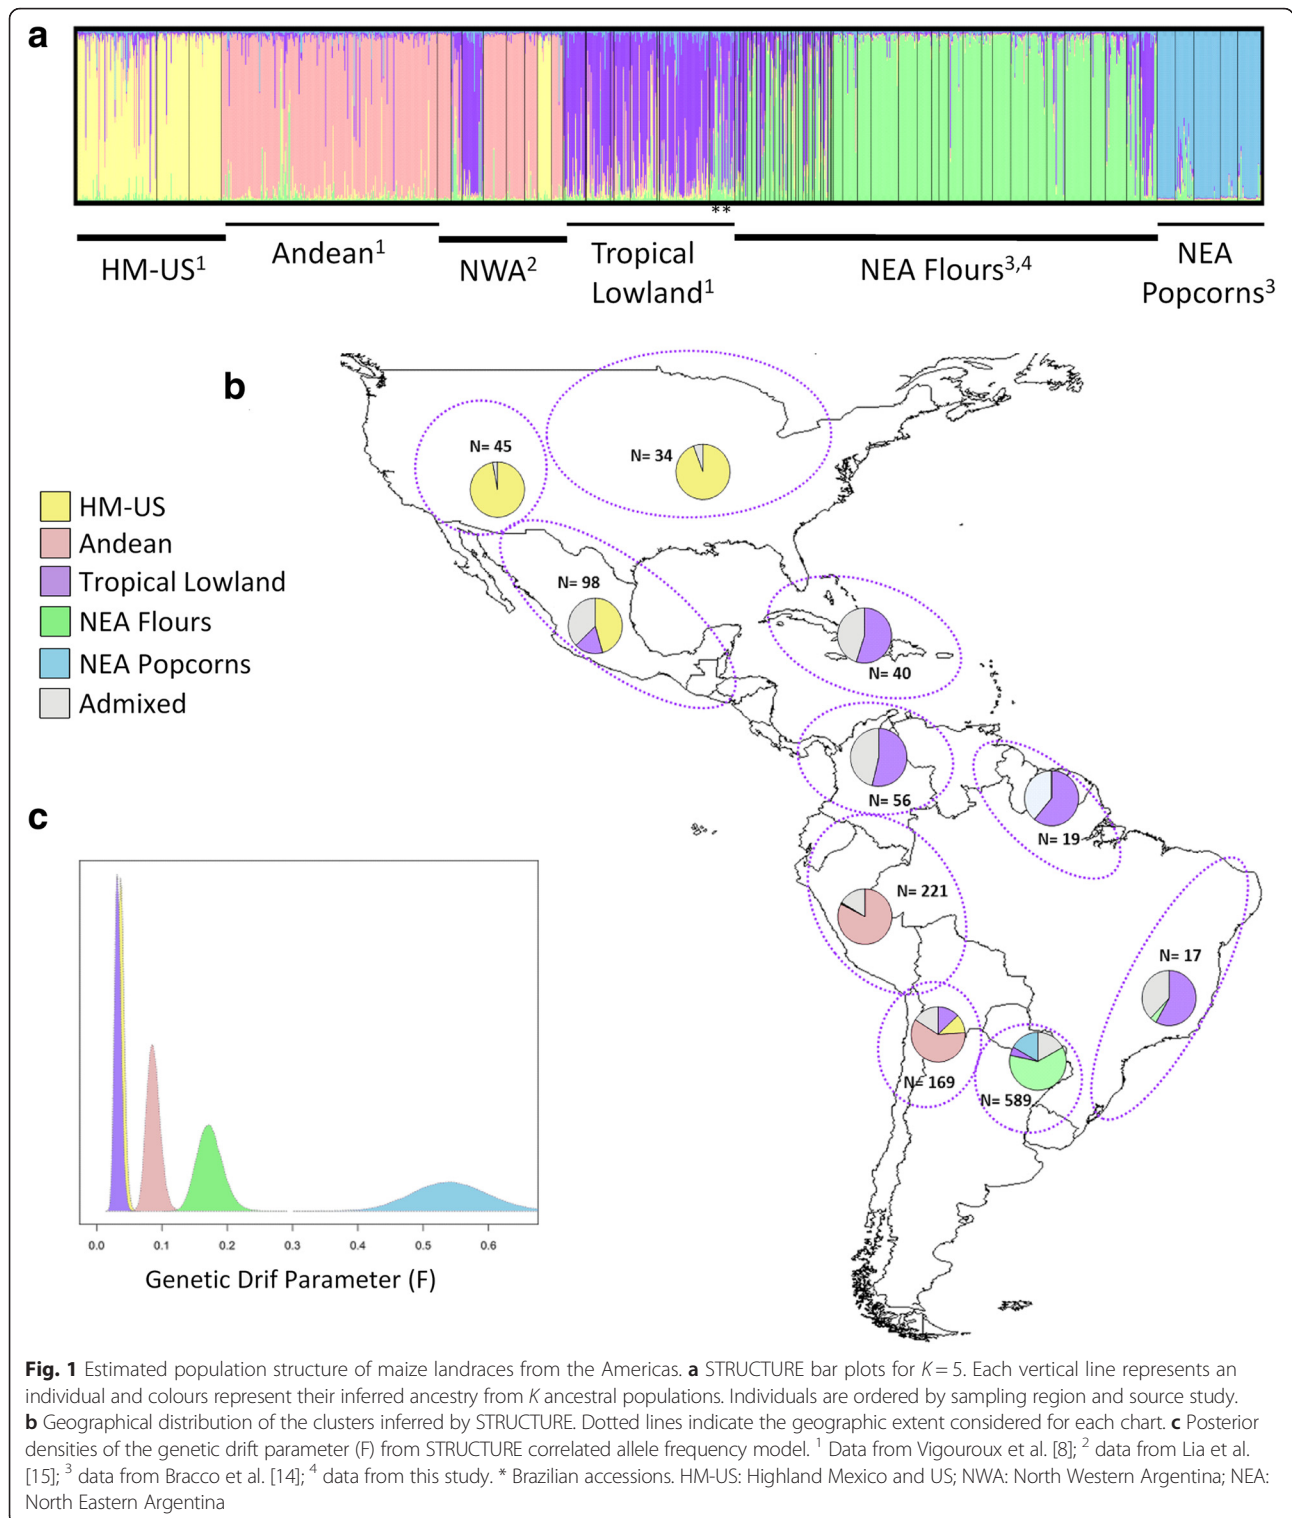 a
**
HM-US1
Andean1
NWA2
Tropical
Lowland1
NEA Flours3,4
NEA
Popcorns3
b
N= 45
N= 34
HM-US
Andean
Tropical Lowland
NEA Flours
NEA Popcorns
Admixed
N= 98
N= 40
N= 56
N= 19
N= 221
N= 17
N= 169
N= 589
c
0.0 0.1 0.2 0.3 0.4 0.5 0.6
Genetic Drif Parameter (F)
Fig. 1 Estimated population structure of maize landraces from the Americas. a STRUCTURE bar plots for K = 5. Each vertical line represents an
individual and colours represent their inferred ancestry from K ancestral populations. Individuals are ordered by sampling region and source study.
b Geographical distribution of the clusters inferred by STRUCTURE. Dotted lines indicate the geographic extent considered for each chart. c Posterior
densities of the genetic drift parameter (F) from STRUCTURE correlated allele frequency model. 1 Data from Vigouroux et al. [8]; 2 data from Lia et al.
[15]; 3 data from Bracco et al. [14]; 4 data from this study. * Brazilian accessions. HM-US: Highland Mexico and US; NWA: North Western Argentina; NEA:
North Eastern Argentina